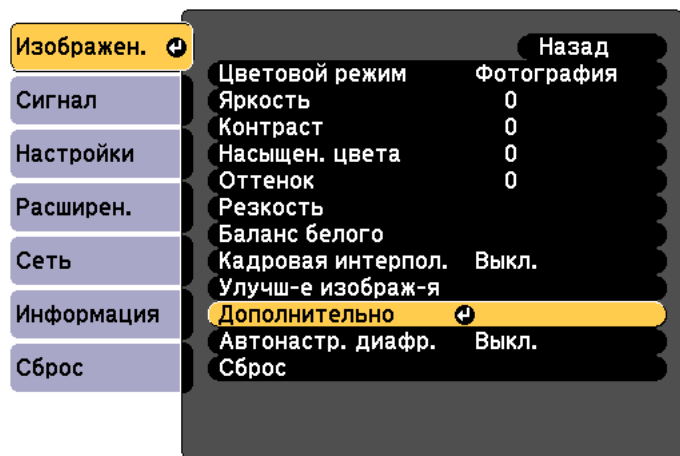 Изображен.
Сигнал
Настройки
Расширен.
Сеть
Информация
Сброс
Назад
Цветовой режим Фотография
Яркость 0
Контраст 0
Насыщен. цвета 0
Оттенок 0
Резкость
Баланс белого
Кадровая интерпол. Выкл.
Улучш-е изображ-я
Дополнительно
Автонастр. диафр. Выкл.
Сброс